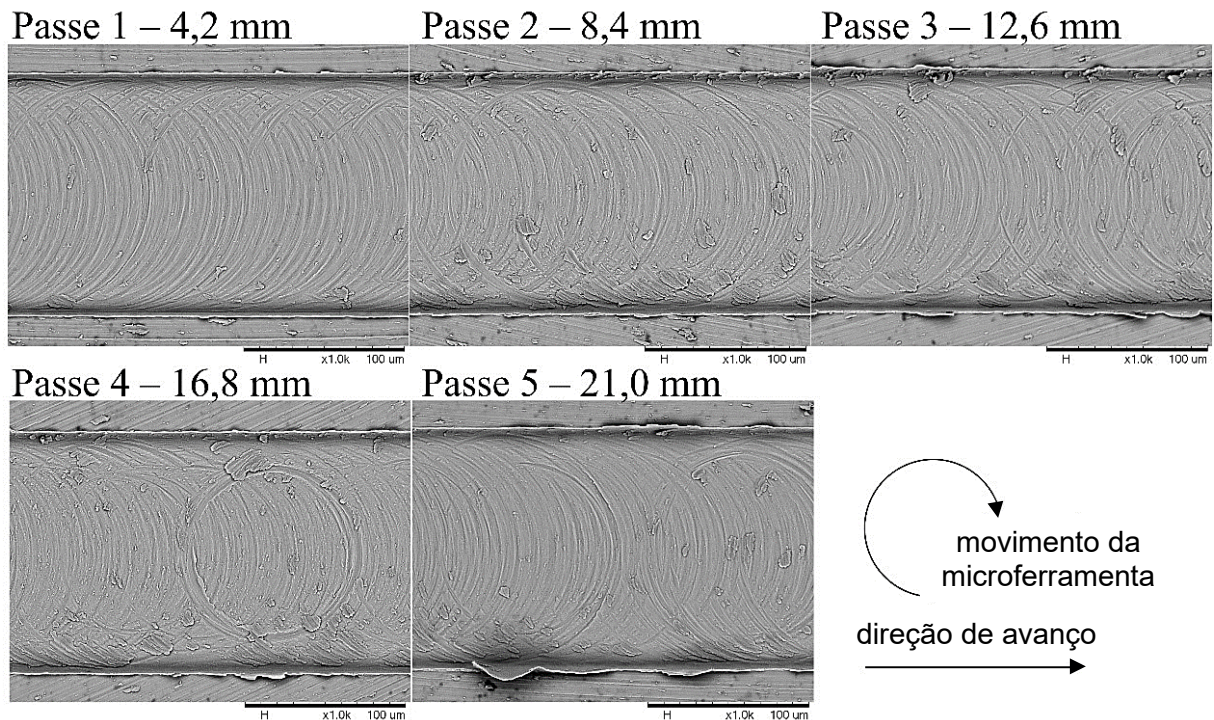 Passe 1 – 4,2 mm
Passe 2 – 8,4 mm
Passe 3 – 12,6 mm
H x1.0k 100 um
H x1.0k 100 um
H x1.0k 100 um
Passe 4 – 16,8 mm
Passe 5 – 21,0 mm
movimento da
microferramenta
direção de avanço
H x1.0k 100 um
H x1.0k 100 um